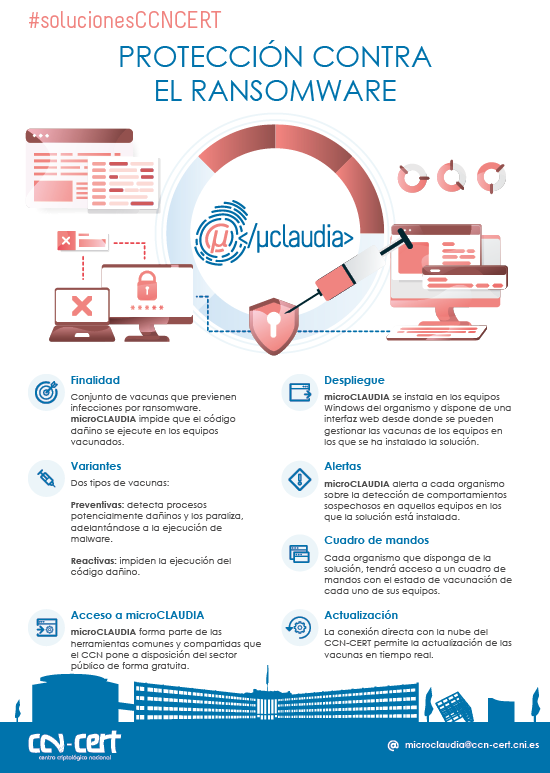 #solucionesCCNCERT
PROTECCIÓN CONTRA
EL RANSOMWARE
@
</µclaudia>
*****
Finalidad
Conjunto de vacunas que previenen
infecciones por ransomware.
microCLAUDIA impide que el código
dañino se ejecute en los equipos
vacunados.
Variantes
Dos tipos de vacunas:
Preventivas: detecta procesos
potencialmente dañinos y los paraliza,
adelantándose a la ejecución de
malware.
Reactivas: impiden la ejecución del
código dañino.
Acceso a microCLAUDIA
microCLAUDIA forma parte de las
herramientas comunes y compartidas que
el CCN pone a disposición del sector
público de forma gratuita.
Despliegue
microCLAUDIA se instala en los equipos
Windows del organismo y dispone de una
interfaz web desde donde se pueden
gestionar las vacunas de los equipos en
los que se ha instalado la solución.
Alertas
microCLAUDIA alerta a cada organismo
sobre la detección de comportamientos
sospechosos en aquellos equipos en los
que la solución está instalada.
Cuadro de mandos
Cada organismo que disponga de la
solución, tendrá acceso a un cuadro de
mandos con el estado de vacunación de
cada uno de sus equipos.
Actualización
La conexión directa con la nube del
CCN-CERT permite la actualización de las
vacunas en tiempo real.
ccn-cert
centro criptológico nacional
@ microclaudia@ccn-cert.cni.es